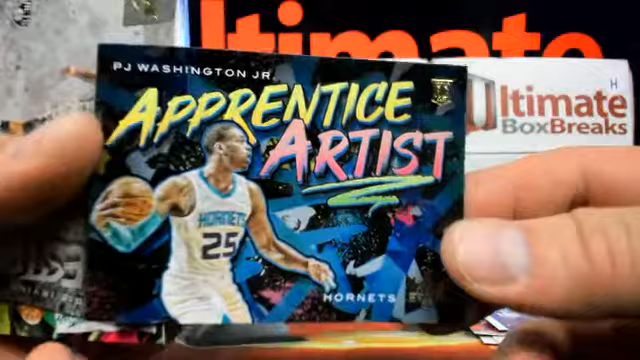 Ultimate
PJ WASHINGTON JR.
APPRENTICE
ARTIST
HORNETS
25
HORNETS
H
Ultimate
BoxBreaks